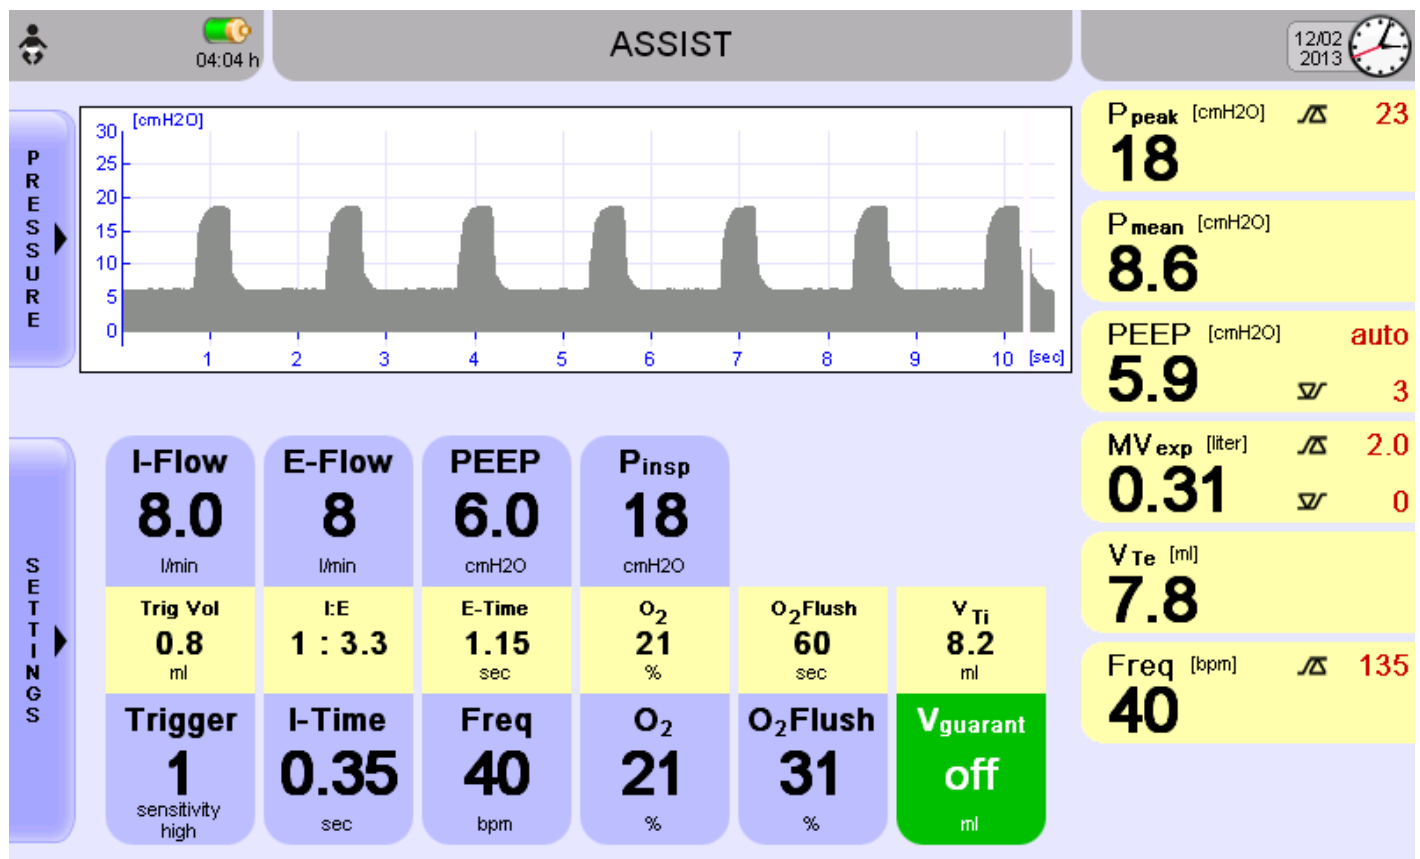 04:04 h
ASSIST
12/02
2013
PRESSURE
[cmH2O]
30
25
20
15
10
5
0
1 2 3 4 5 6 7 8 9 10 [sec]
Ppeak [cmH2O] 23
18
Pmean [cmH2O]
8.6
PEEP [cmH2O] auto
5.9 3
MVexp [liter] 2.0
0.31 0
VTe [ml]
7.8
Freq [bpm] 135
40
SETTINGS
I-Flow E-Flow PEEP Pinsp
8.0 8 6.0 18
l/min l/min cmH2O cmH2O
Trig Vol I:E E-Time O2 O2Flush VTi
0.8 1 : 3.3 1.15 21 60 8.2
ml sec % sec ml
Trigger I-Time Freq O2 O2Flush Vguarant
1 0.35 40 21 31 off
sensitivity
high sec bpm % % ml